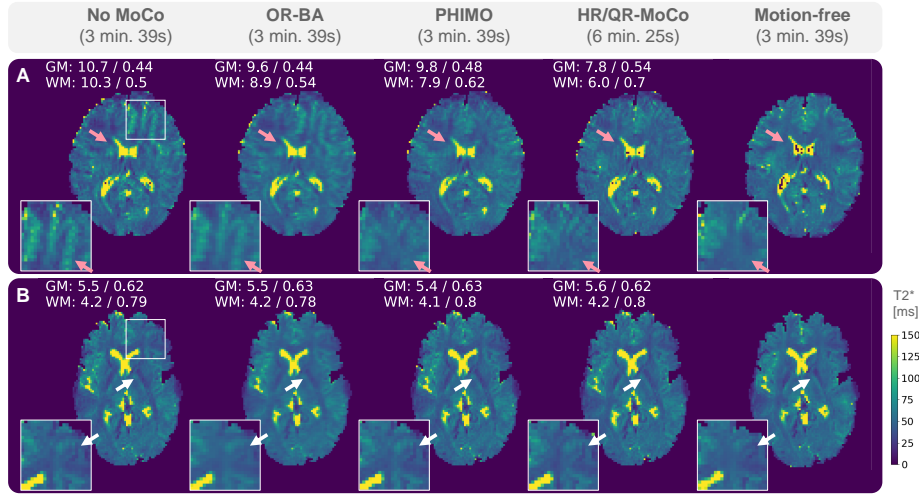 No MoCo OR-BA PHIMO HR/QR-MoCo Motion-free
(3 min. 39s) (3 min. 39s) (3 min. 39s) (6 min. 25s) (3 min. 39s)
A
GM: 10.7 / 0.44 GM: 9.6 / 0.44 GM: 9.8 / 0.48 GM: 7.8 / 0.54
WM: 10.3 / 0.5 WM: 8.9 / 0.54 WM: 7.9 / 0.62 WM: 6.0 / 0.7
B
GM: 5.5 / 0.62 GM: 5.5 / 0.63 GM: 5.4 / 0.63 GM: 5.6 / 0.62
WM: 4.2 / 0.79 WM: 4.2 / 0.78 WM: 4.1 / 0.8 WM: 4.2 / 0.8
T2*
[ms]
150
125
100
75
50
25
0